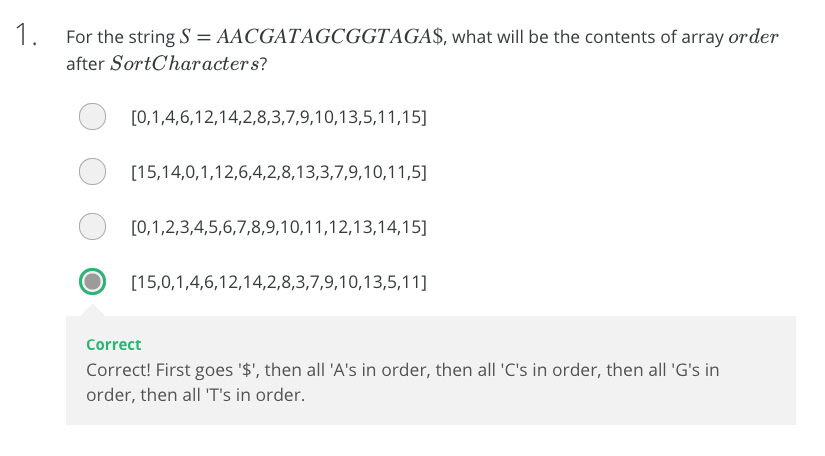 1. For the string S = AACGATAGCGGTAGA$, what will be the contents of array order
after SortCharacters?
[0,1,4,6,12,14,2,8,3,7,9,10,13,5,11,15]
[15,14,0,1,12,6,4,2,8,13,3,7,9,10,11,5]
[0,1,2,3,4,5,6,7,8,9,10,11,12,13,14,15]
[15,0,1,4,6,12,14,2,8,3,7,9,10,13,5,11]
Correct
Correct! First goes '$', then all 'A's in order, then all 'C's in order, then all 'G's in
order, then all 'T's in order.